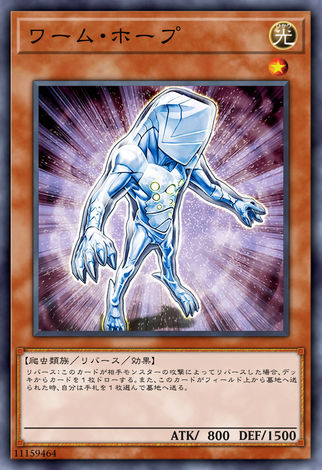 ワーム・ホープ
光
【爬虫類族／リバース／効果】
リバース：このカードが相手モンスターの攻撃によってリバースした場合、デ
ッキからカードを１枚ドローする。また、このカードがフィールド上から墓地へ送
られた時、自分は手札を１枚選んで墓地へ送る。
ATK/ 800 DEF/1500
11159464